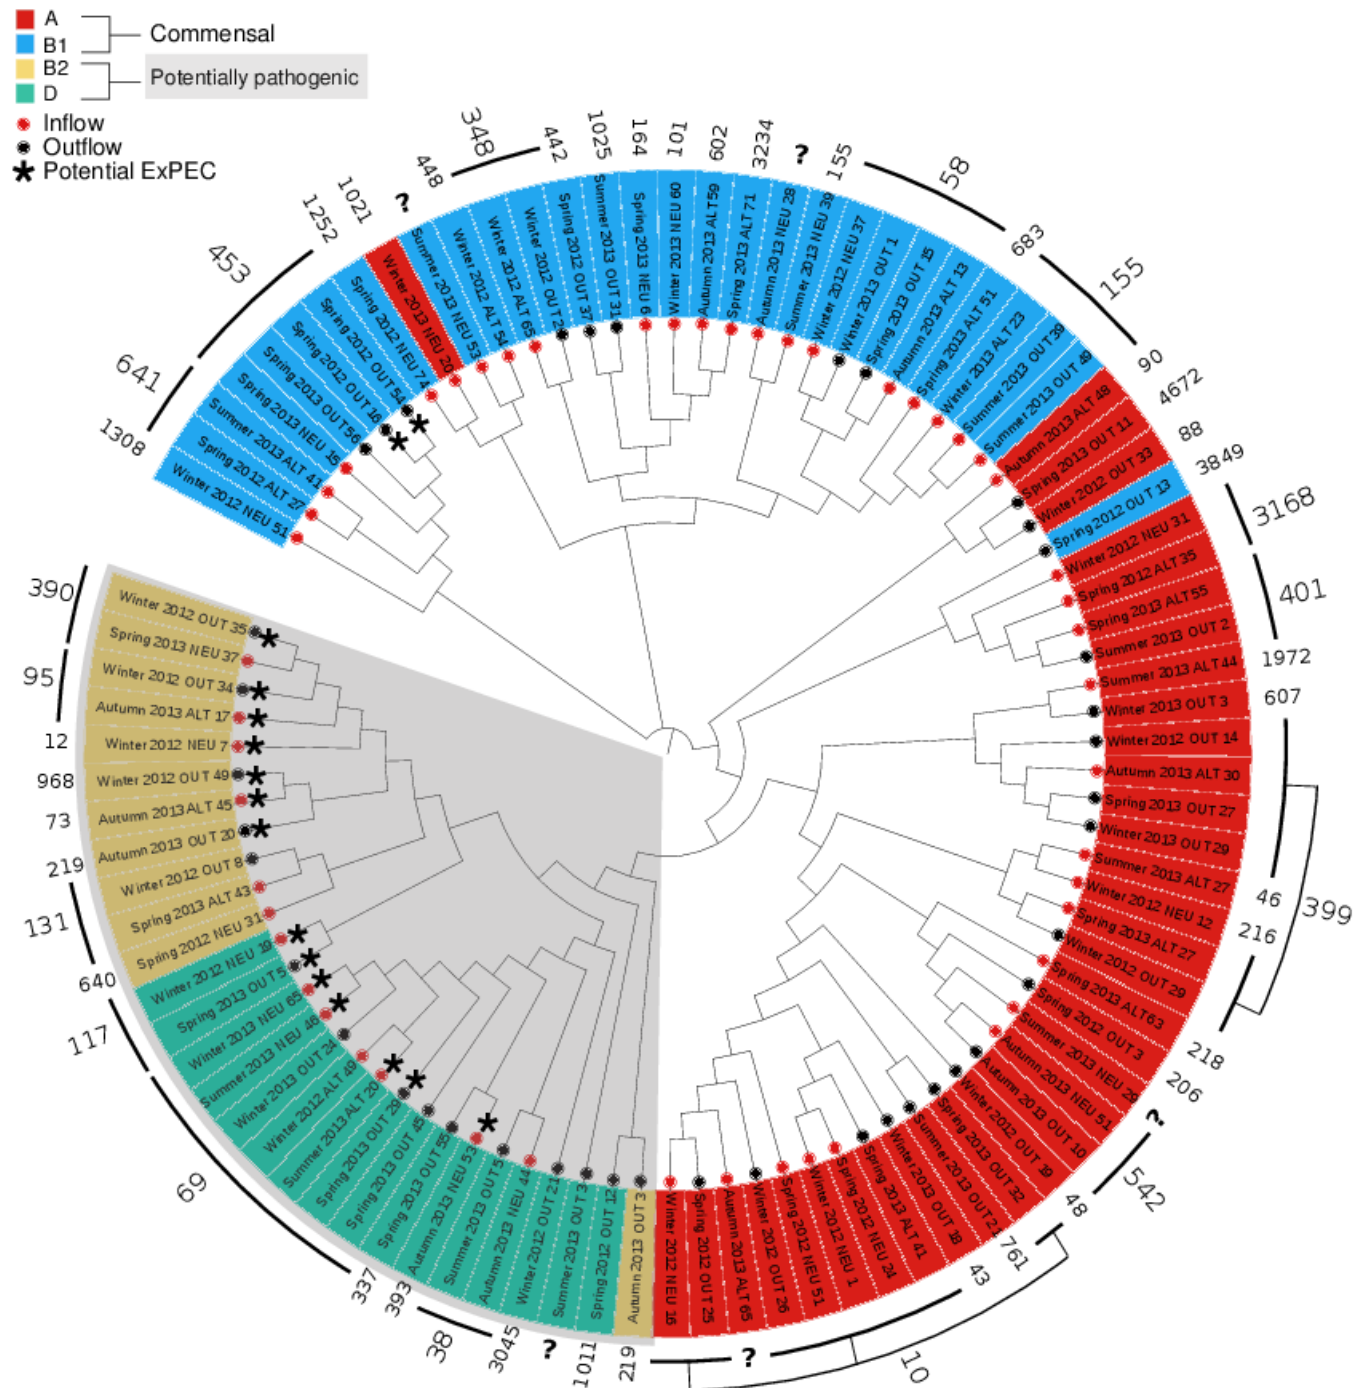 A
B1
Commensal
B2
D
Potentially pathogenic
Inflow
Outflow
Potential ExPEC
1308
641
453
1252
1021
?
448
348
442
1025
164
101
602
3234
?
155
58
683
155
90
4672
88
3849
3168
401
1972
607
46
399
216
218
206
?
542
48
761
43
10
?
219
1011
?
3045
38
393
337
69
117
640
131
219
73
968
12
95
390
Winter 2012 NEU 51
Spring 2012 ALT 27
Summer 2013 ALT 41
Spring 2013 NEU 15
Spring 2013 OUT 56
Spring 2012 OUT 16
Spring 2012 OUT 54
Spring 2012 NEU 74
Winter 2013 NEU 20
Summer 2013 NEU 53
Winter 2012 ALT 54
Winter 2012 ALT 65
Winter 2012 OUT 2
Spring 2012 OUT 37
Summer 2013 OUT 31
Spring 2013 NEU 6
Winter 2013 NEU 60
Autumn 2013 ALT59
Spring 2013 ALT 71
Autumn 2013 NEU 28
Summer 2013 NEU 39
Winter 2012 NEU 37
Winter 2013 OUT 1
Spring 2013 OUT 15
Autumn 2013 ALT 13
Spring 2013 ALT 51
Winter 2013 ALT 23
Summer 2013 OUT 39
Summer 2013 OUT 49
Autumn 2013 ALT 48
Spring 2013 OUT 11
Winter 2012 OUT 33
Spring 2012 OUT 13
Winter 2012 NEU 31
Spring 2012 ALT 35
Spring 2013 ALT55
Summer 2013 OUT 2
Summer 2013 ALT44
Winter 2013 OUT 3
Winter 2012 OUT 14
Autumn 2013 ALT 30
Spring 2013 OUT 27
Winter 2013 OUT29
Summer 2013 ALT 27
Winter 2012 NEU 12
Spring 2013 ALT 27
Winter 2012 OUT 29
Spring 2013 ALT63
Spring 2012 OUT 3
Summer 2013 NEU 29
Autumn 2013 NEU 51
Autumn 2013 OUT 10
Winter 2012 OUT 19
Spring 2013 OUT 32
Summer 2013 OUT 2
Winter 2013 OUT 18
Spring 2013 ALT 41
Spring 2012 NEU 24
Winter 2012 NEU 1
Spring 2012 NEU 51
Winter 2012 OUT 26
Autumn 2013 ALT 65
Spring 2012 OUT 25
Winter 2012 NEU 16
Autumn 2013 OUT 3
Spring 2012 OUT 12
Summer 2013 OUT 3
Winter 2012 OUT 21
Autumn 2013 NEU 44
Summer 2013 OUT 5
Autumn 2013 NEU 53
Spring 2013 OUT 55
Spring 2013 OUT 45
Spring 2013 OUT 29
Summer 2013 ALT 20
Winter 2012 ALT 49
Winter 2013 OUT 24
Summer 2013 NEU 46
Winter 2013 NEU 65
Spring 2013 OUT 5
Winter 2012 NEU 19
Spring 2012 NEU 31
Spring 2013 ALT 43
Winter 2012 OUT 8
Autumn 2013 OUT 20
Autumn 2013 ALT 45
Winter 2012 OUT 49
Winter 2012 NEU 7
Autumn 2013 ALT 17
Winter 2012 OUT 34
Spring 2013 NEU 37
Winter 2012 OUT 35